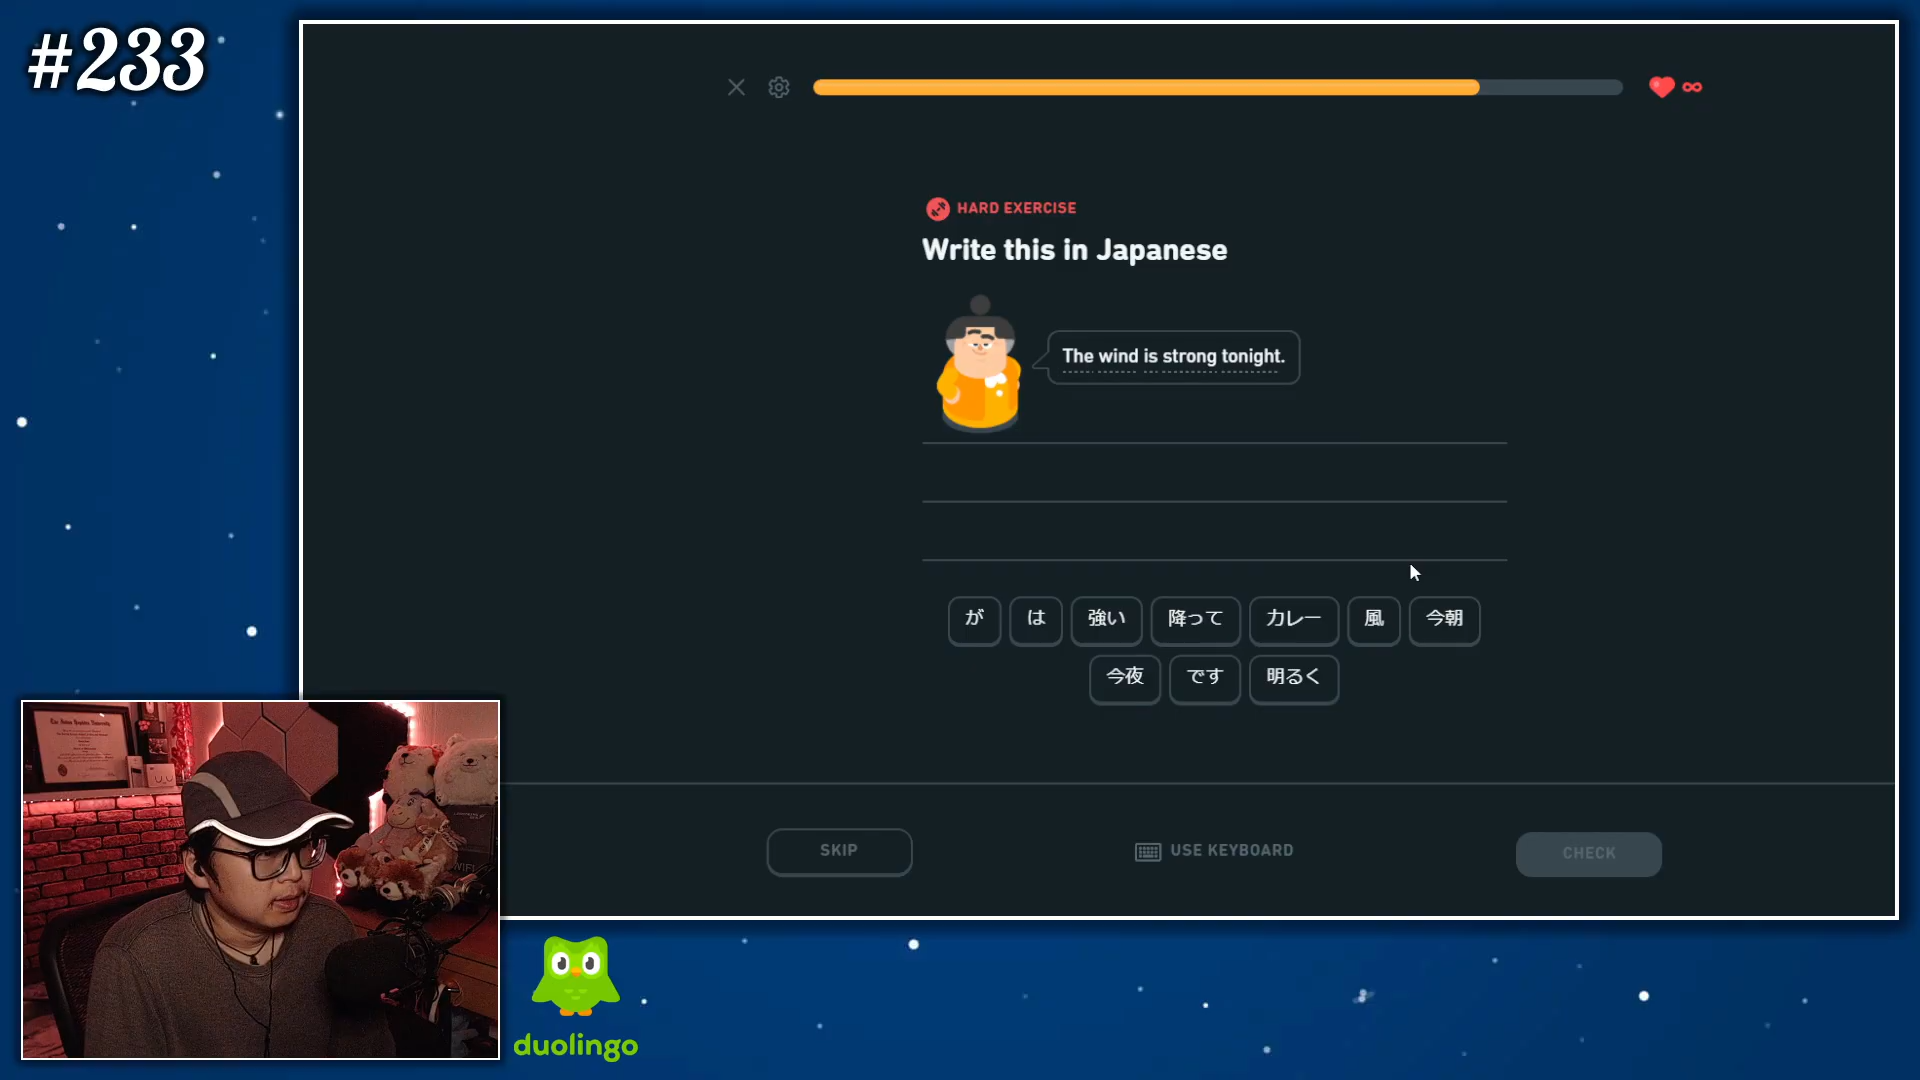 #233
HARD EXERCISE
Write this in Japanese
The wind is strong tonight.
が は 強い 降って カレー 風 今朝
今夜 です 明るく
SKIP
USE KEYBOARD
CHECK
duolingo